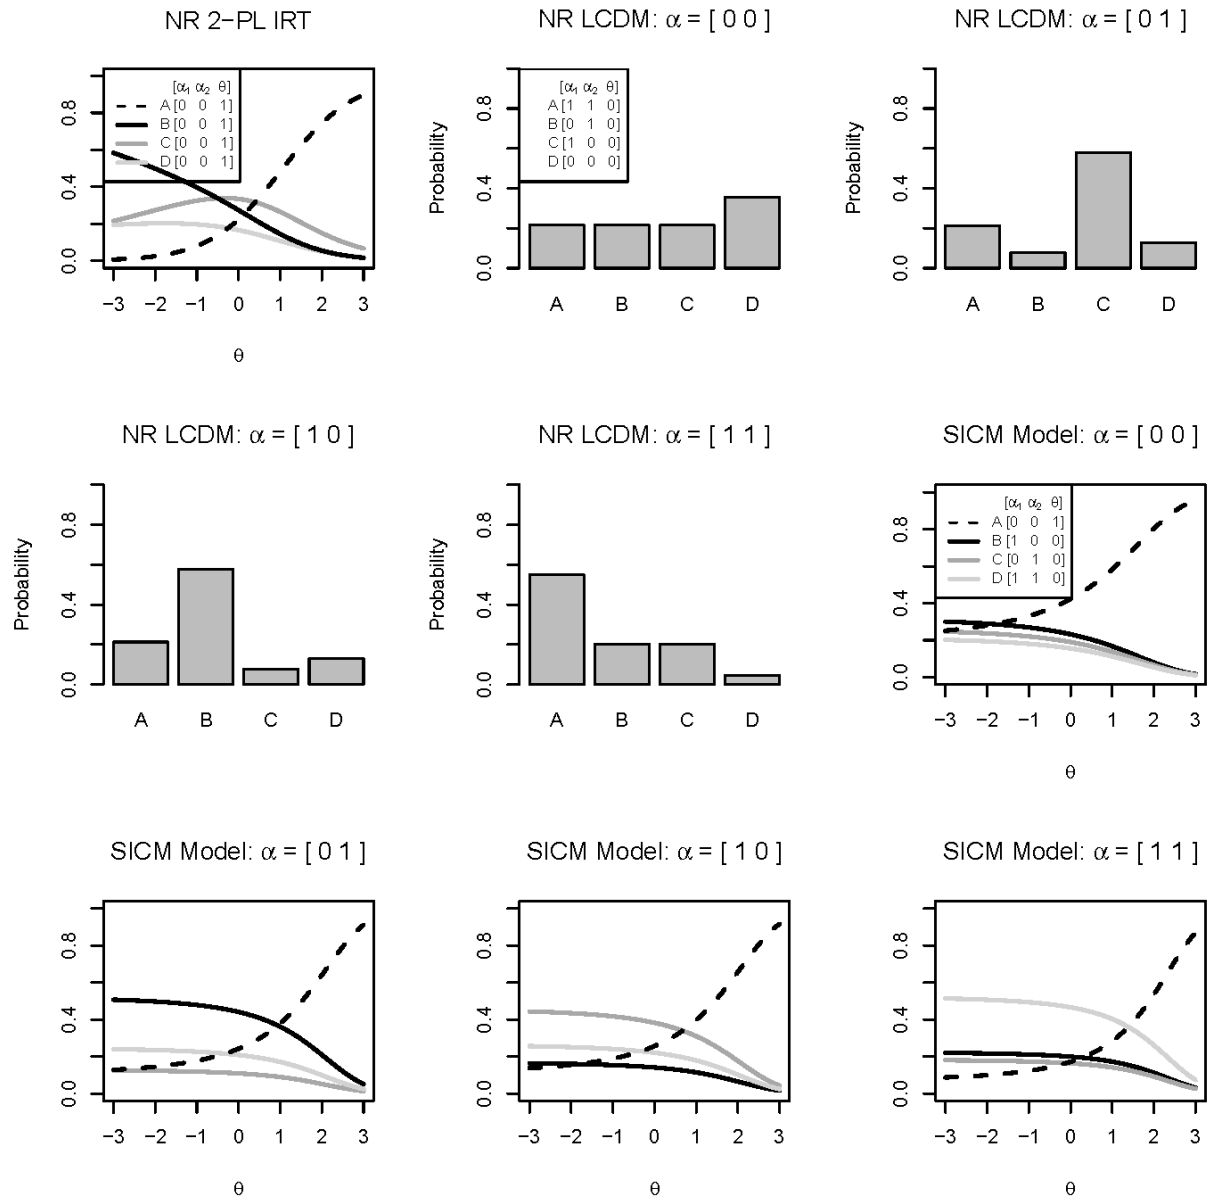 NR 2−PL IRT
[α₁ α₂ θ]
A [0 0 1]
B [0 0 1]
C [0 0 1]
D [0 0 1]
0.0 0.4 0.8
−3 −2 −1 0 1 2 3
θ
NR LCDM: α = [ 0 0 ]
[α₁ α₂ θ]
A [1 1 0]
B [0 1 0]
C [1 0 0]
D [0 0 0]
Probability
0.0 0.4 0.8
A B C D
NR LCDM: α = [ 0 1 ]
Probability
0.0 0.4 0.8
A B C D
NR LCDM: α = [ 1 0 ]
Probability
0.0 0.4 0.8
A B C D
NR LCDM: α = [ 1 1 ]
Probability
0.0 0.4 0.8
A B C D
SICM Model: α = [ 0 0 ]
[α₁ α₂ θ]
A [0 0 1]
B [1 0 0]
C [0 1 0]
D [1 1 0]
0.0 0.4 0.8
−3 −2 −1 0 1 2 3
θ
SICM Model: α = [ 0 1 ]
0.0 0.4 0.8
−3 −2 −1 0 1 2 3
θ
SICM Model: α = [ 1 0 ]
0.0 0.4 0.8
−3 −2 −1 0 1 2 3
θ
SICM Model: α = [ 1 1 ]
0.0 0.4 0.8
−3 −2 −1 0 1 2 3
θ